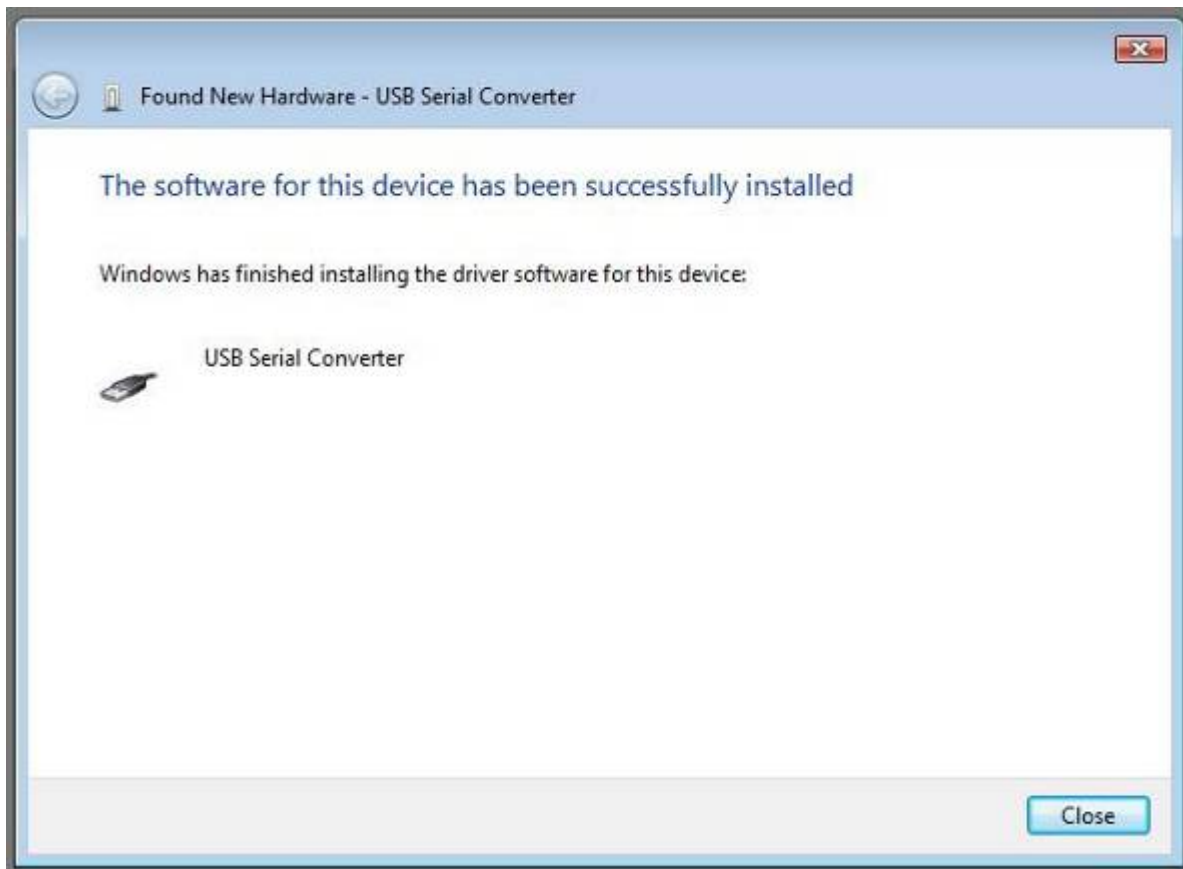 Found New Hardware - USB Serial Converter
The software for this device has been successfully installed
Windows has finished installing the driver software for this device:
USB Serial Converter
Close